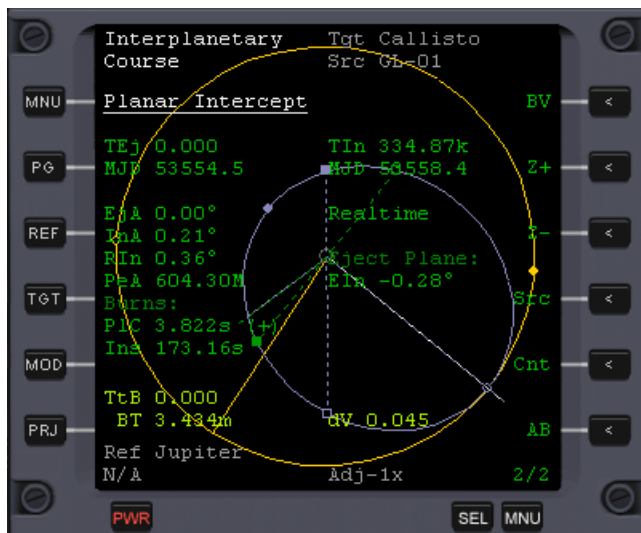 Interplanetary Tgt Callisto
Course Src GL-01
MNU Planar Intercept BV <
TEj 0.000 TIn 334.87k
PG MJD 53554.5 MJD 53558.4 Z+ <
EjA 0.00° Realtime
REF InA 0.21° Z- <
RIn 0.36° Eject Plane:
PeA 604.30M EIn -0.28°
TGT Burns: Src <
PlC 3.822s (+)
Ins 173.16s
MOD Cnt <
TtB 0.000
BT 3.434m dV 0.045
PRJ AB <
Ref Jupiter
N/A Adj-1x 2/2
PWR SEL MNU